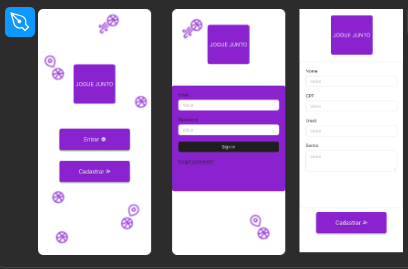 JOGUE JUNTO
Entrar
Cadastrar
JOGUE JUNTO
Email
Value
Password
Value
Sign In
Forgot password?
JOGUE JUNTO
Nome
Value
CPF
Value
Email
Value
Senha
Value
Cadastrar